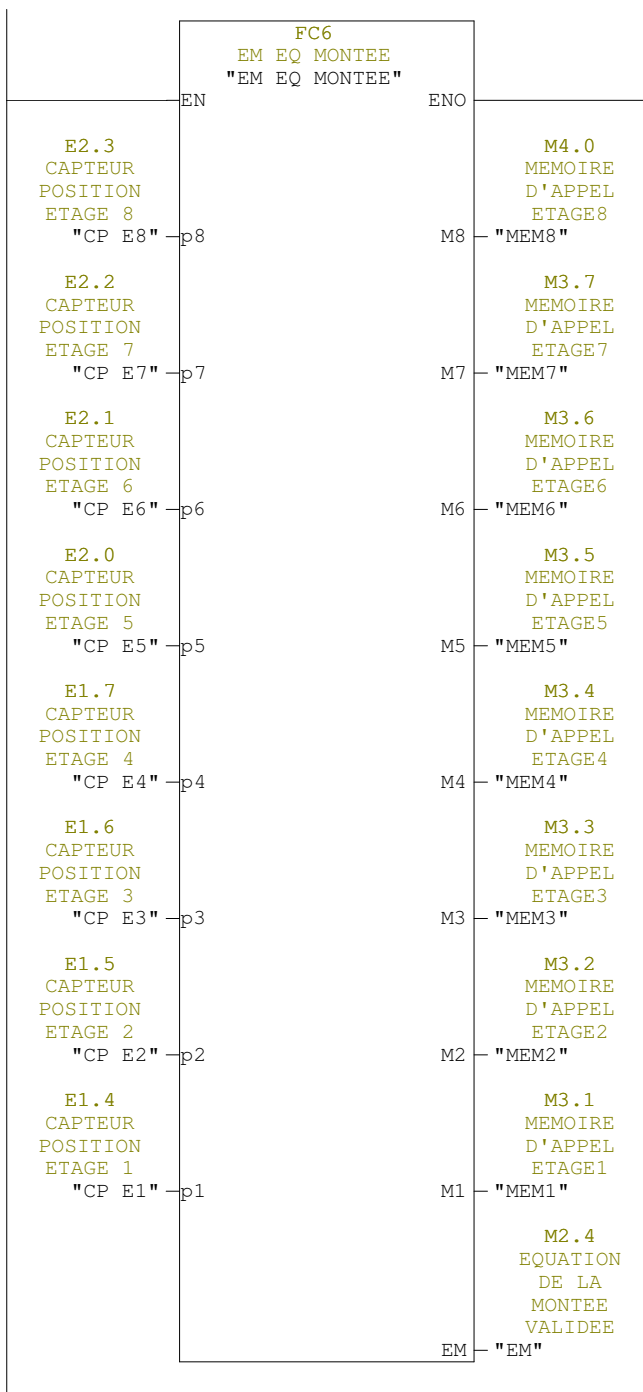 FC6
EM EQ MONTEE
"EM EQ MONTEE"
EN ENO
E2.3
CAPTEUR
POSITION
ETAGE 8
"CP E8" p8
M4.0
MEMOIRE
D'APPEL
ETAGE8
M8 "MEM8"
E2.2
CAPTEUR
POSITION
ETAGE 7
"CP E7" p7
M3.7
MEMOIRE
D'APPEL
ETAGE7
M7 "MEM7"
E2.1
CAPTEUR
POSITION
ETAGE 6
"CP E6" p6
M3.6
MEMOIRE
D'APPEL
ETAGE6
M6 "MEM6"
E2.0
CAPTEUR
POSITION
ETAGE 5
"CP E5" p5
M3.5
MEMOIRE
D'APPEL
ETAGE5
M5 "MEM5"
E1.7
CAPTEUR
POSITION
ETAGE 4
"CP E4" p4
M3.4
MEMOIRE
D'APPEL
ETAGE4
M4 "MEM4"
E1.6
CAPTEUR
POSITION
ETAGE 3
"CP E3" p3
M3.3
MEMOIRE
D'APPEL
ETAGE3
M3 "MEM3"
E1.5
CAPTEUR
POSITION
ETAGE 2
"CP E2" p2
M3.2
MEMOIRE
D'APPEL
ETAGE2
M2 "MEM2"
E1.4
CAPTEUR
POSITION
ETAGE 1
"CP E1" p1
M3.1
MEMOIRE
D'APPEL
ETAGE1
M1 "MEM1"
M2.4
EQUATION
DE LA
MONTEE
VALIDEE
EM "EM"